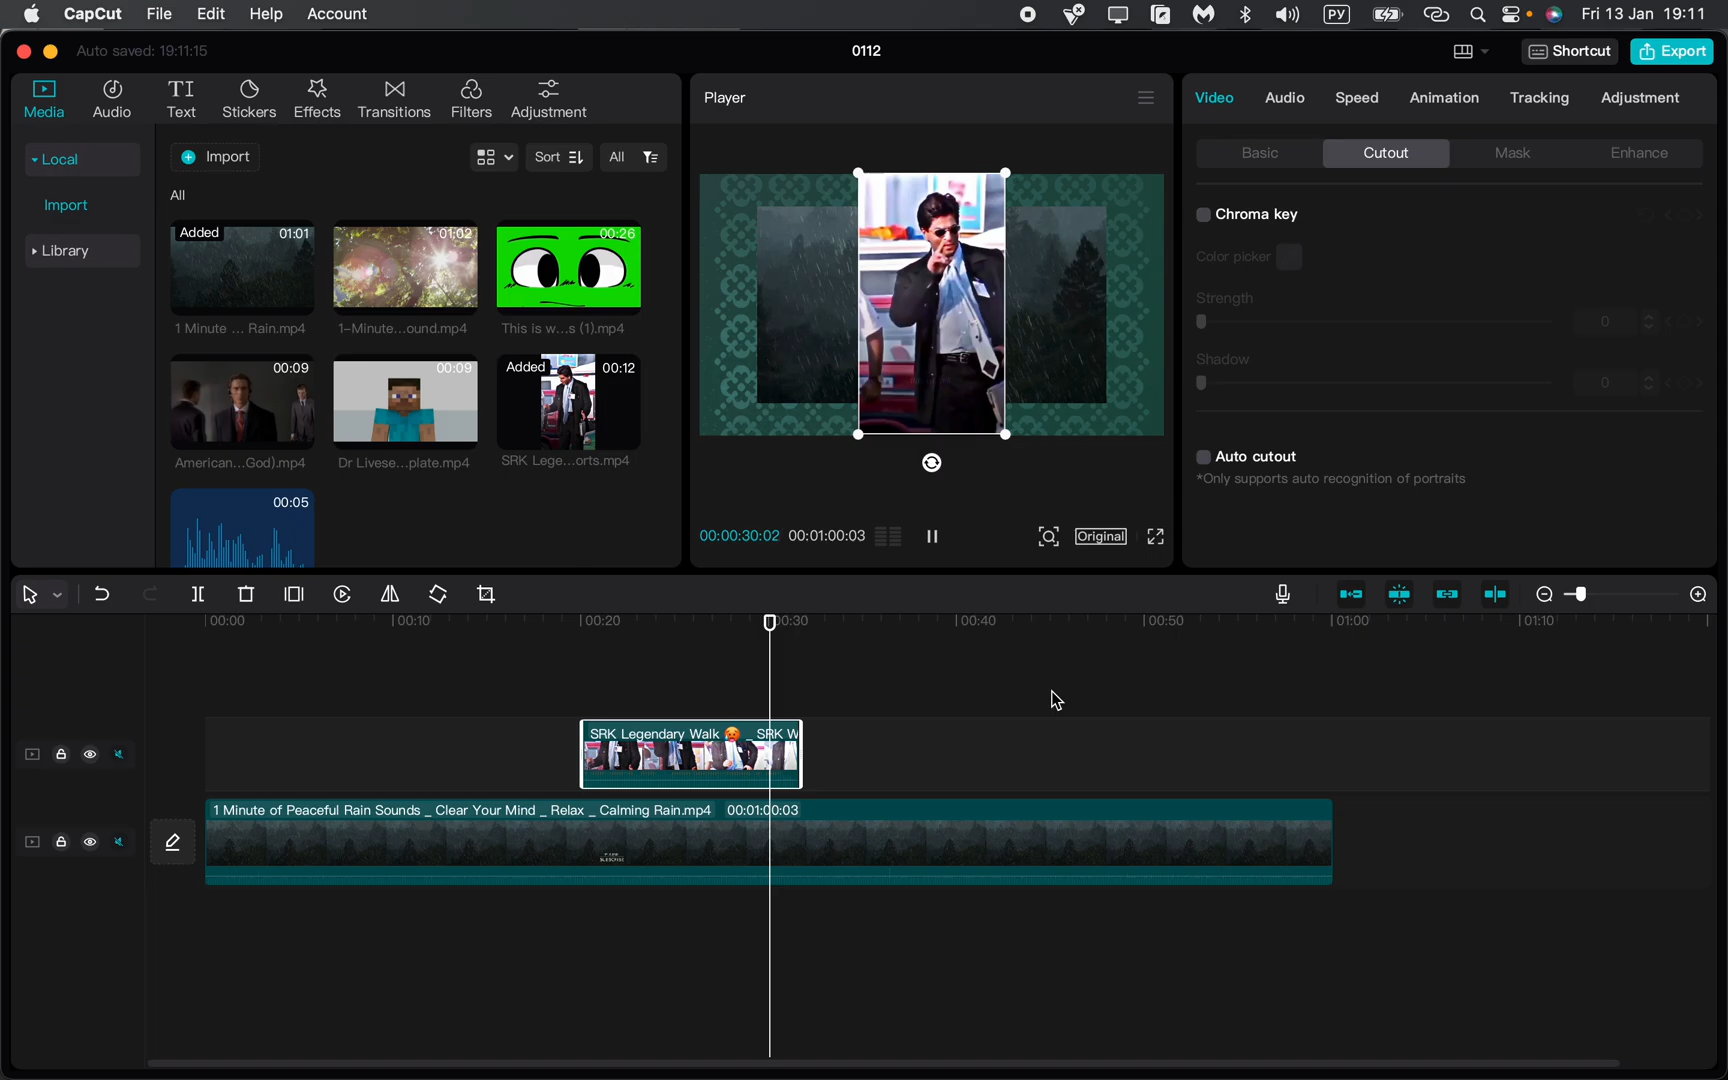 CapCut File Edit Help Account РУ Fri 13 Jan 19:11
Auto saved: 19:11:15 0112 Shortcut Export
Media Audio Text Stickers Effects Transitions Filters Adjustment
Player
Video Audio Speed Animation Tracking Adjustment
Local
Import
Library
Import Sort All
All
Added 01:01 01:02 00:26
1 Minute ... Rain.mp4 1-Minute...ound.mp4 This is w...s (1).mp4
00:09 00:09 Added 00:12
American...God).mp4 Dr Livese...plate.mp4 SRK Lege...orts.mp4
00:05
00:00:30:02 00:01:00:03 Original
Basic Cutout Mask Enhance
Chroma key
Color picker
Strength
0
Shadow
0
Auto cutout
*Only supports auto recognition of portraits
00:00 00:10 00:20 00:30 00:40 00:50 01:00 01:10
SRK Legendary Walk 🥵 _ SRK W
1 Minute of Peaceful Rain Sounds _ Clear Your Mind _ Relax _ Calming Rain.mp4 00:01:00:03